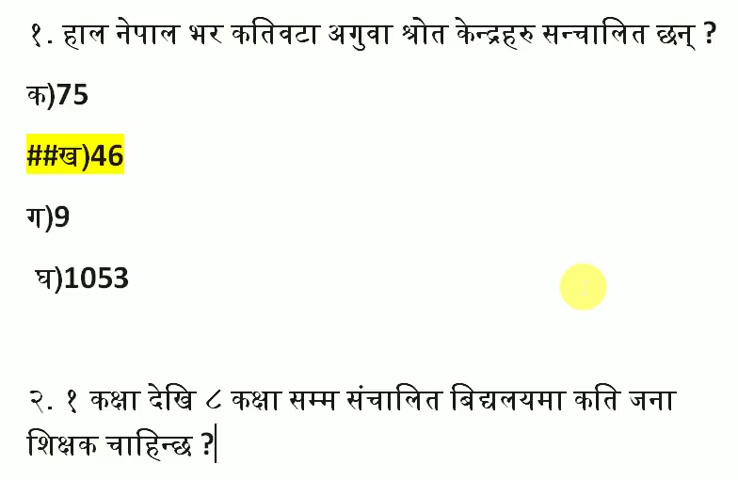 १. हाल नेपाल भर कतिवटा अगुवा श्रोत केन्द्रहरु सन्चालित छन् ?
क)75
##ख)46
ग)9
घ)1053
२. १ कक्षा देखि ८ कक्षा सम्म संचालित बिद्यलयमा कति जना
शिक्षक चाहिन्छ ?